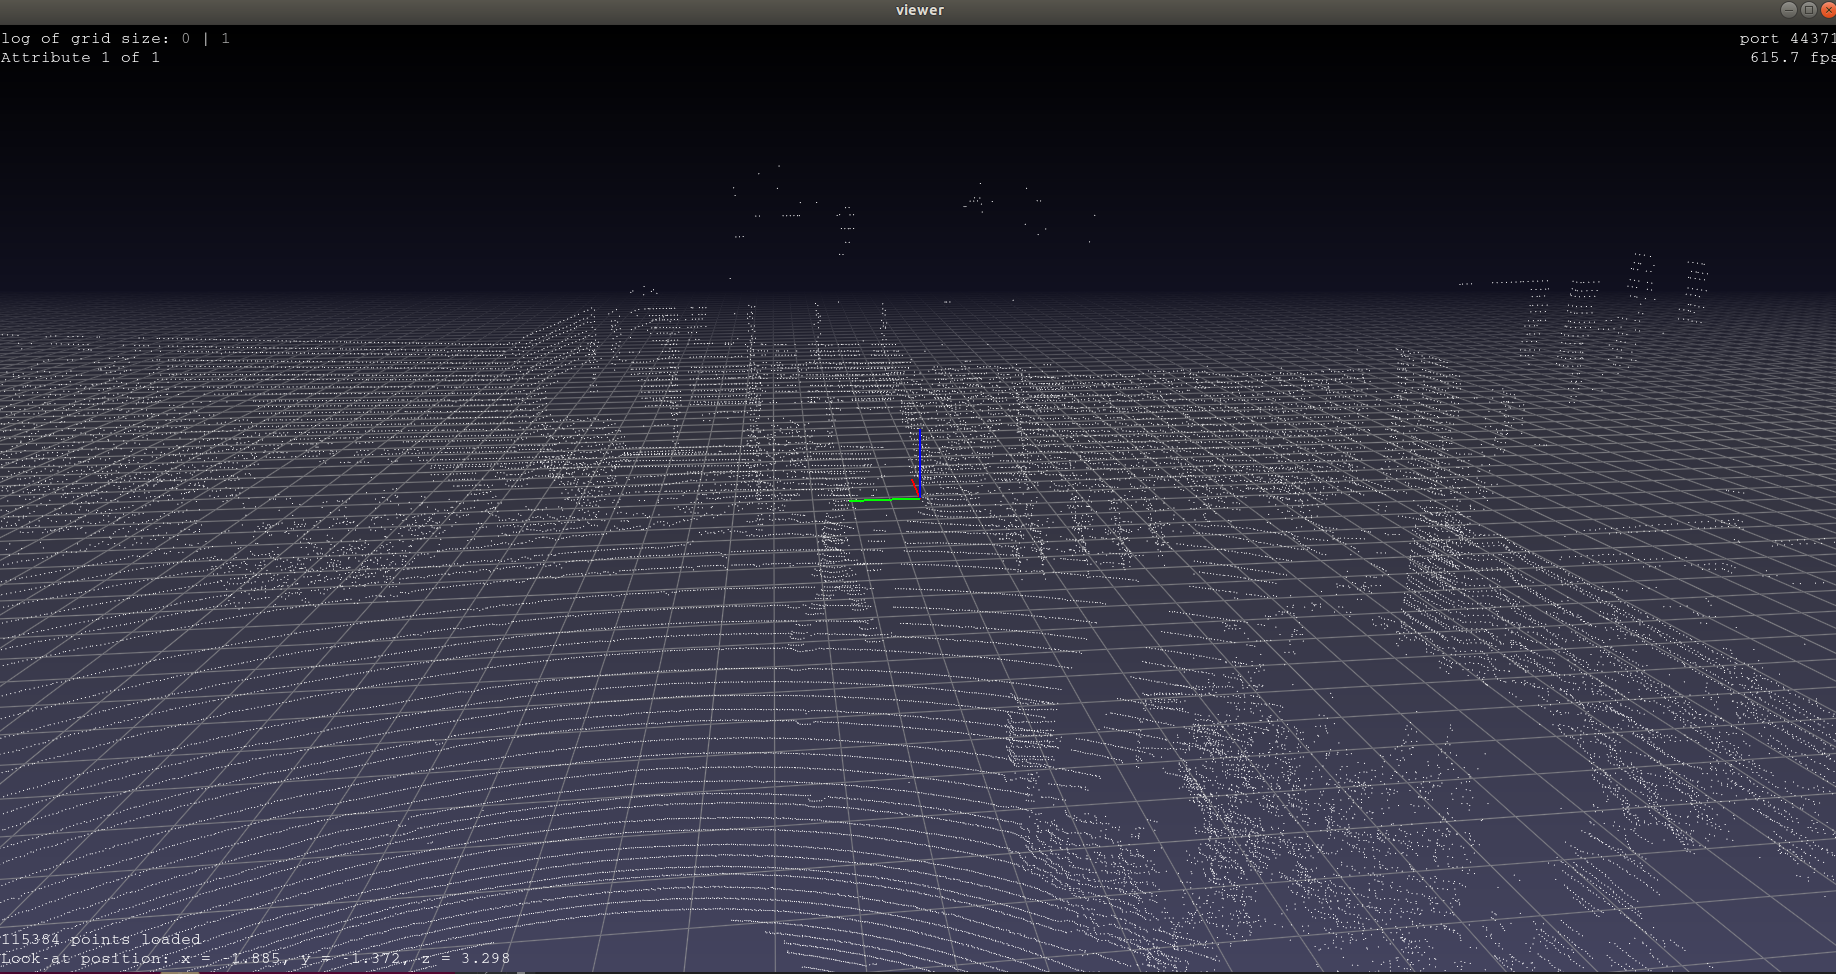 viewer
log of grid size: 0 | 1
Attribute 1 of 1
port 44371
615.7 fps
115384 points loaded
Look-at position: x = -1.885, y = -1.372, z = 3.298